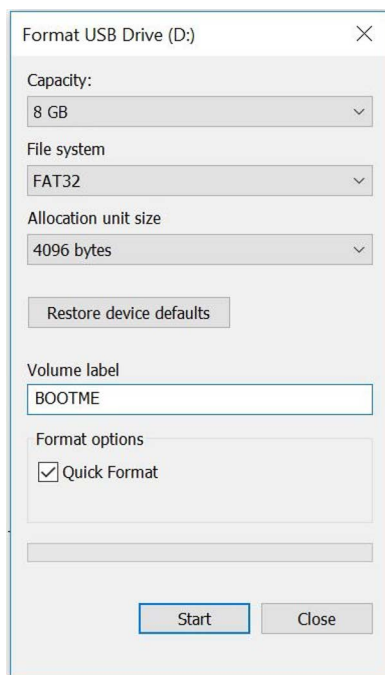 Format USB Drive (D:)
Capacity:
8 GB
File system
FAT32
Allocation unit size
4096 bytes
Restore device defaults
Volume label
BOOTME
Format options
Quick Format
Start Close